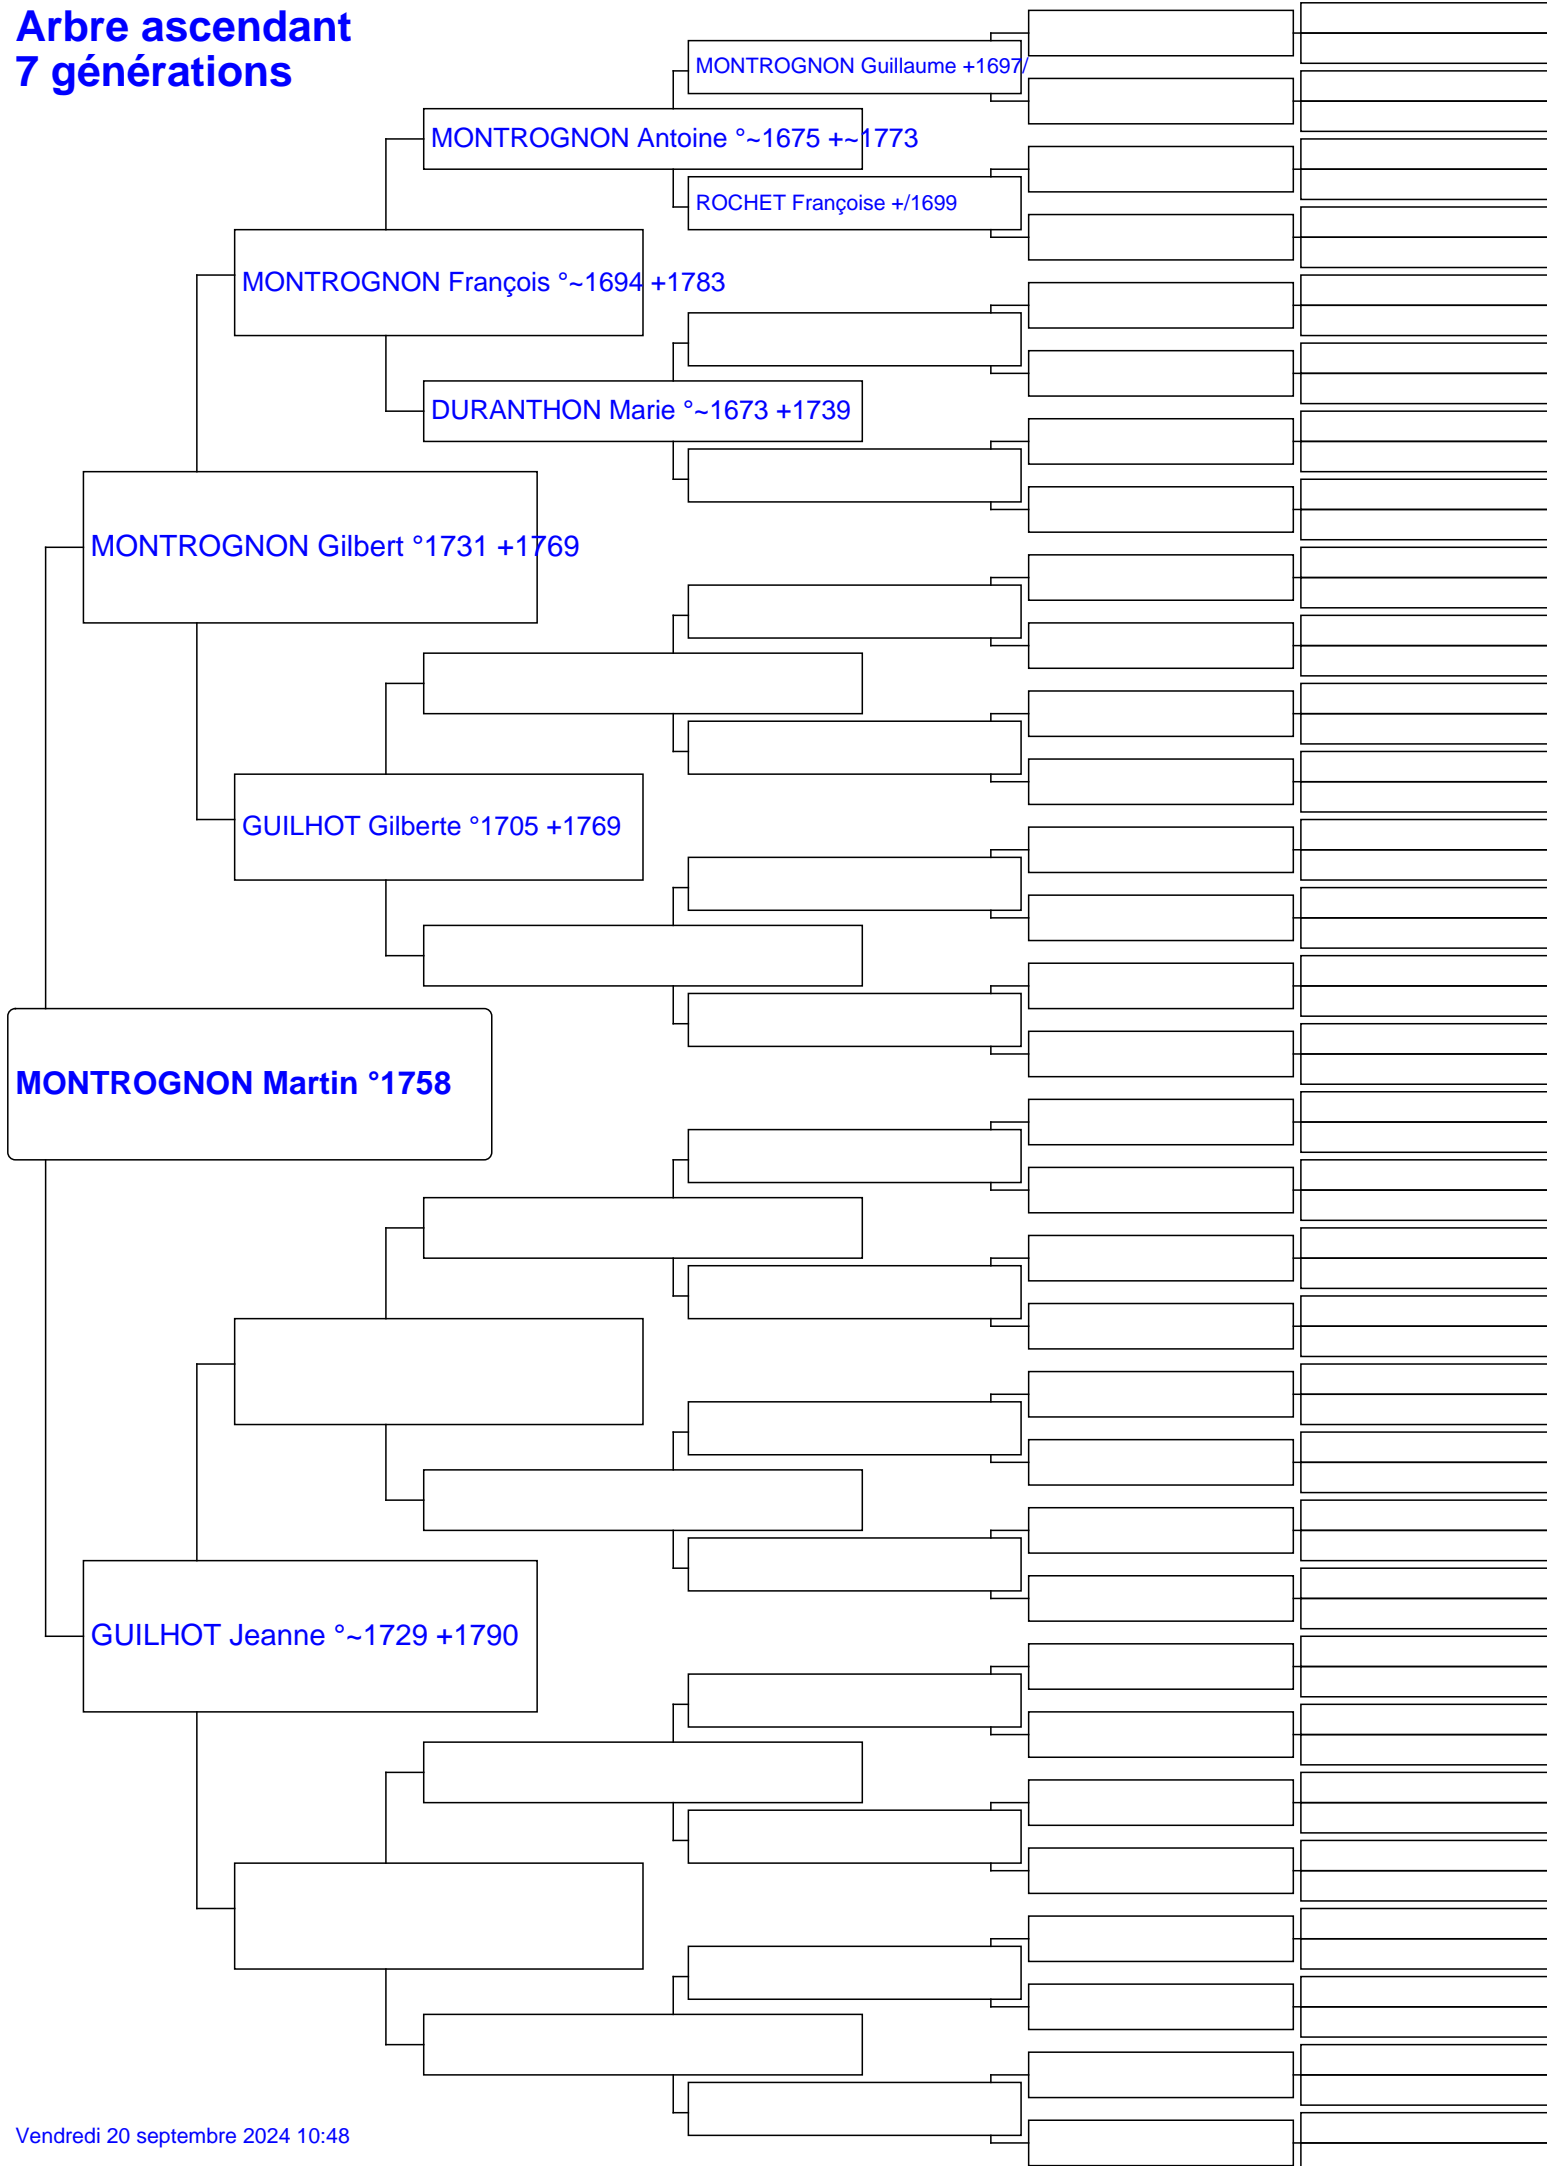 Arbre ascendant
7 générations
MONTROGNON Guillaume +1697/
MONTROGNON Antoine °~1675 +~1773
ROCHET Françoise +/1699
MONTROGNON François °~1694 +1783
DURANTHON Marie °~1673 +1739
MONTROGNON Gilbert °1731 +1769
GUILHOT Gilberte °1705 +1769
MONTROGNON Martin °1758
GUILHOT Jeanne °~1729 +1790
Vendredi 20 septembre 2024 10:48